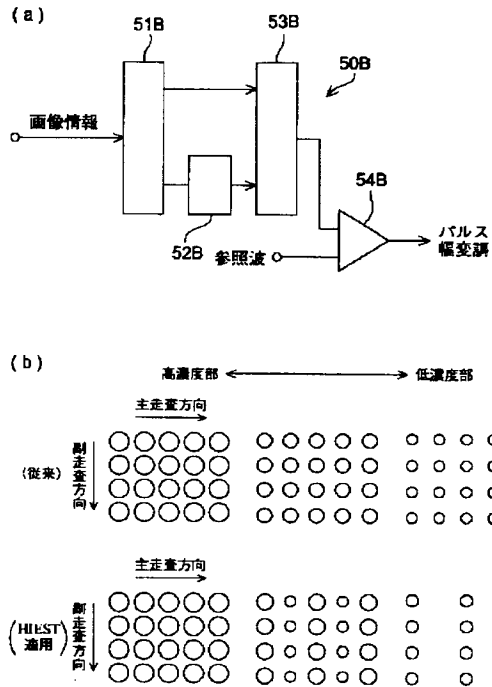 (a)
51B
53B
50B
画像情報
54B
52B
参照波
パルス
幅変調
(b)
高濃度部
低濃度部
主走査方向
副走査方向
(従来)
主走査方向
副走査方向
(HIEST
適用)